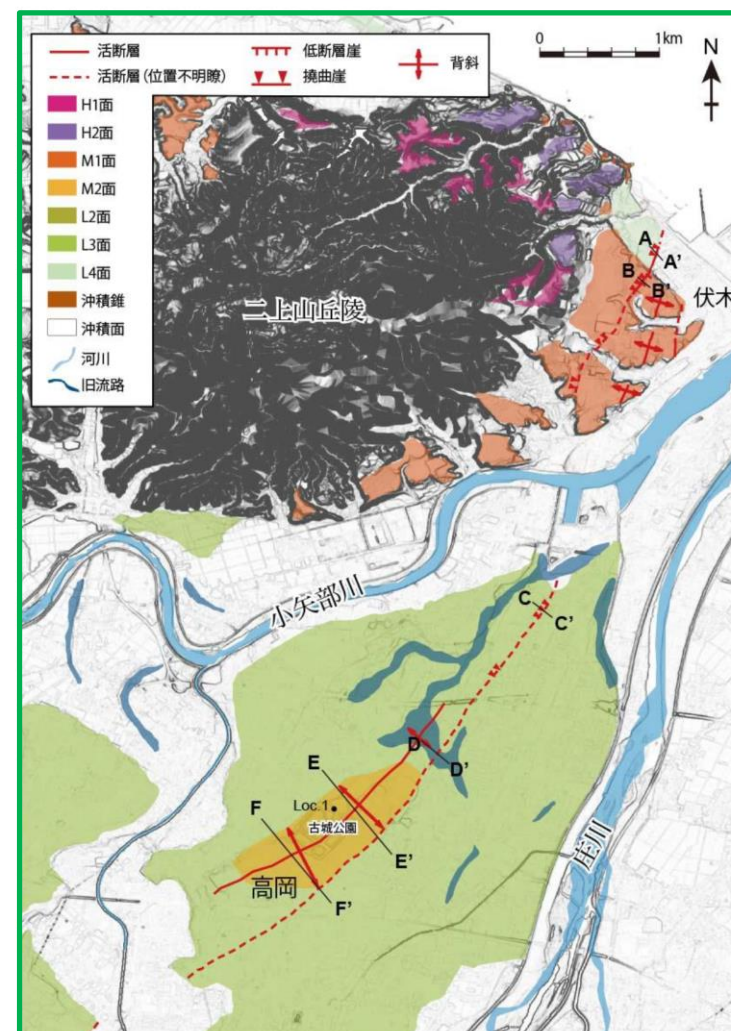 活断層
活断層(位置不明瞭)
低断層崖
撓曲崖
背斜
H1面
H2面
M1面
M2面
L2面
L3面
L4面
沖積錐
沖積面
河川
旧流路
0 1km
N
二上山丘陵
A
A'
B
B'
伏木
小矢部川
C
C'
D
D'
E
Loc.1
古城公園
F
E'
高岡
F'
庄川